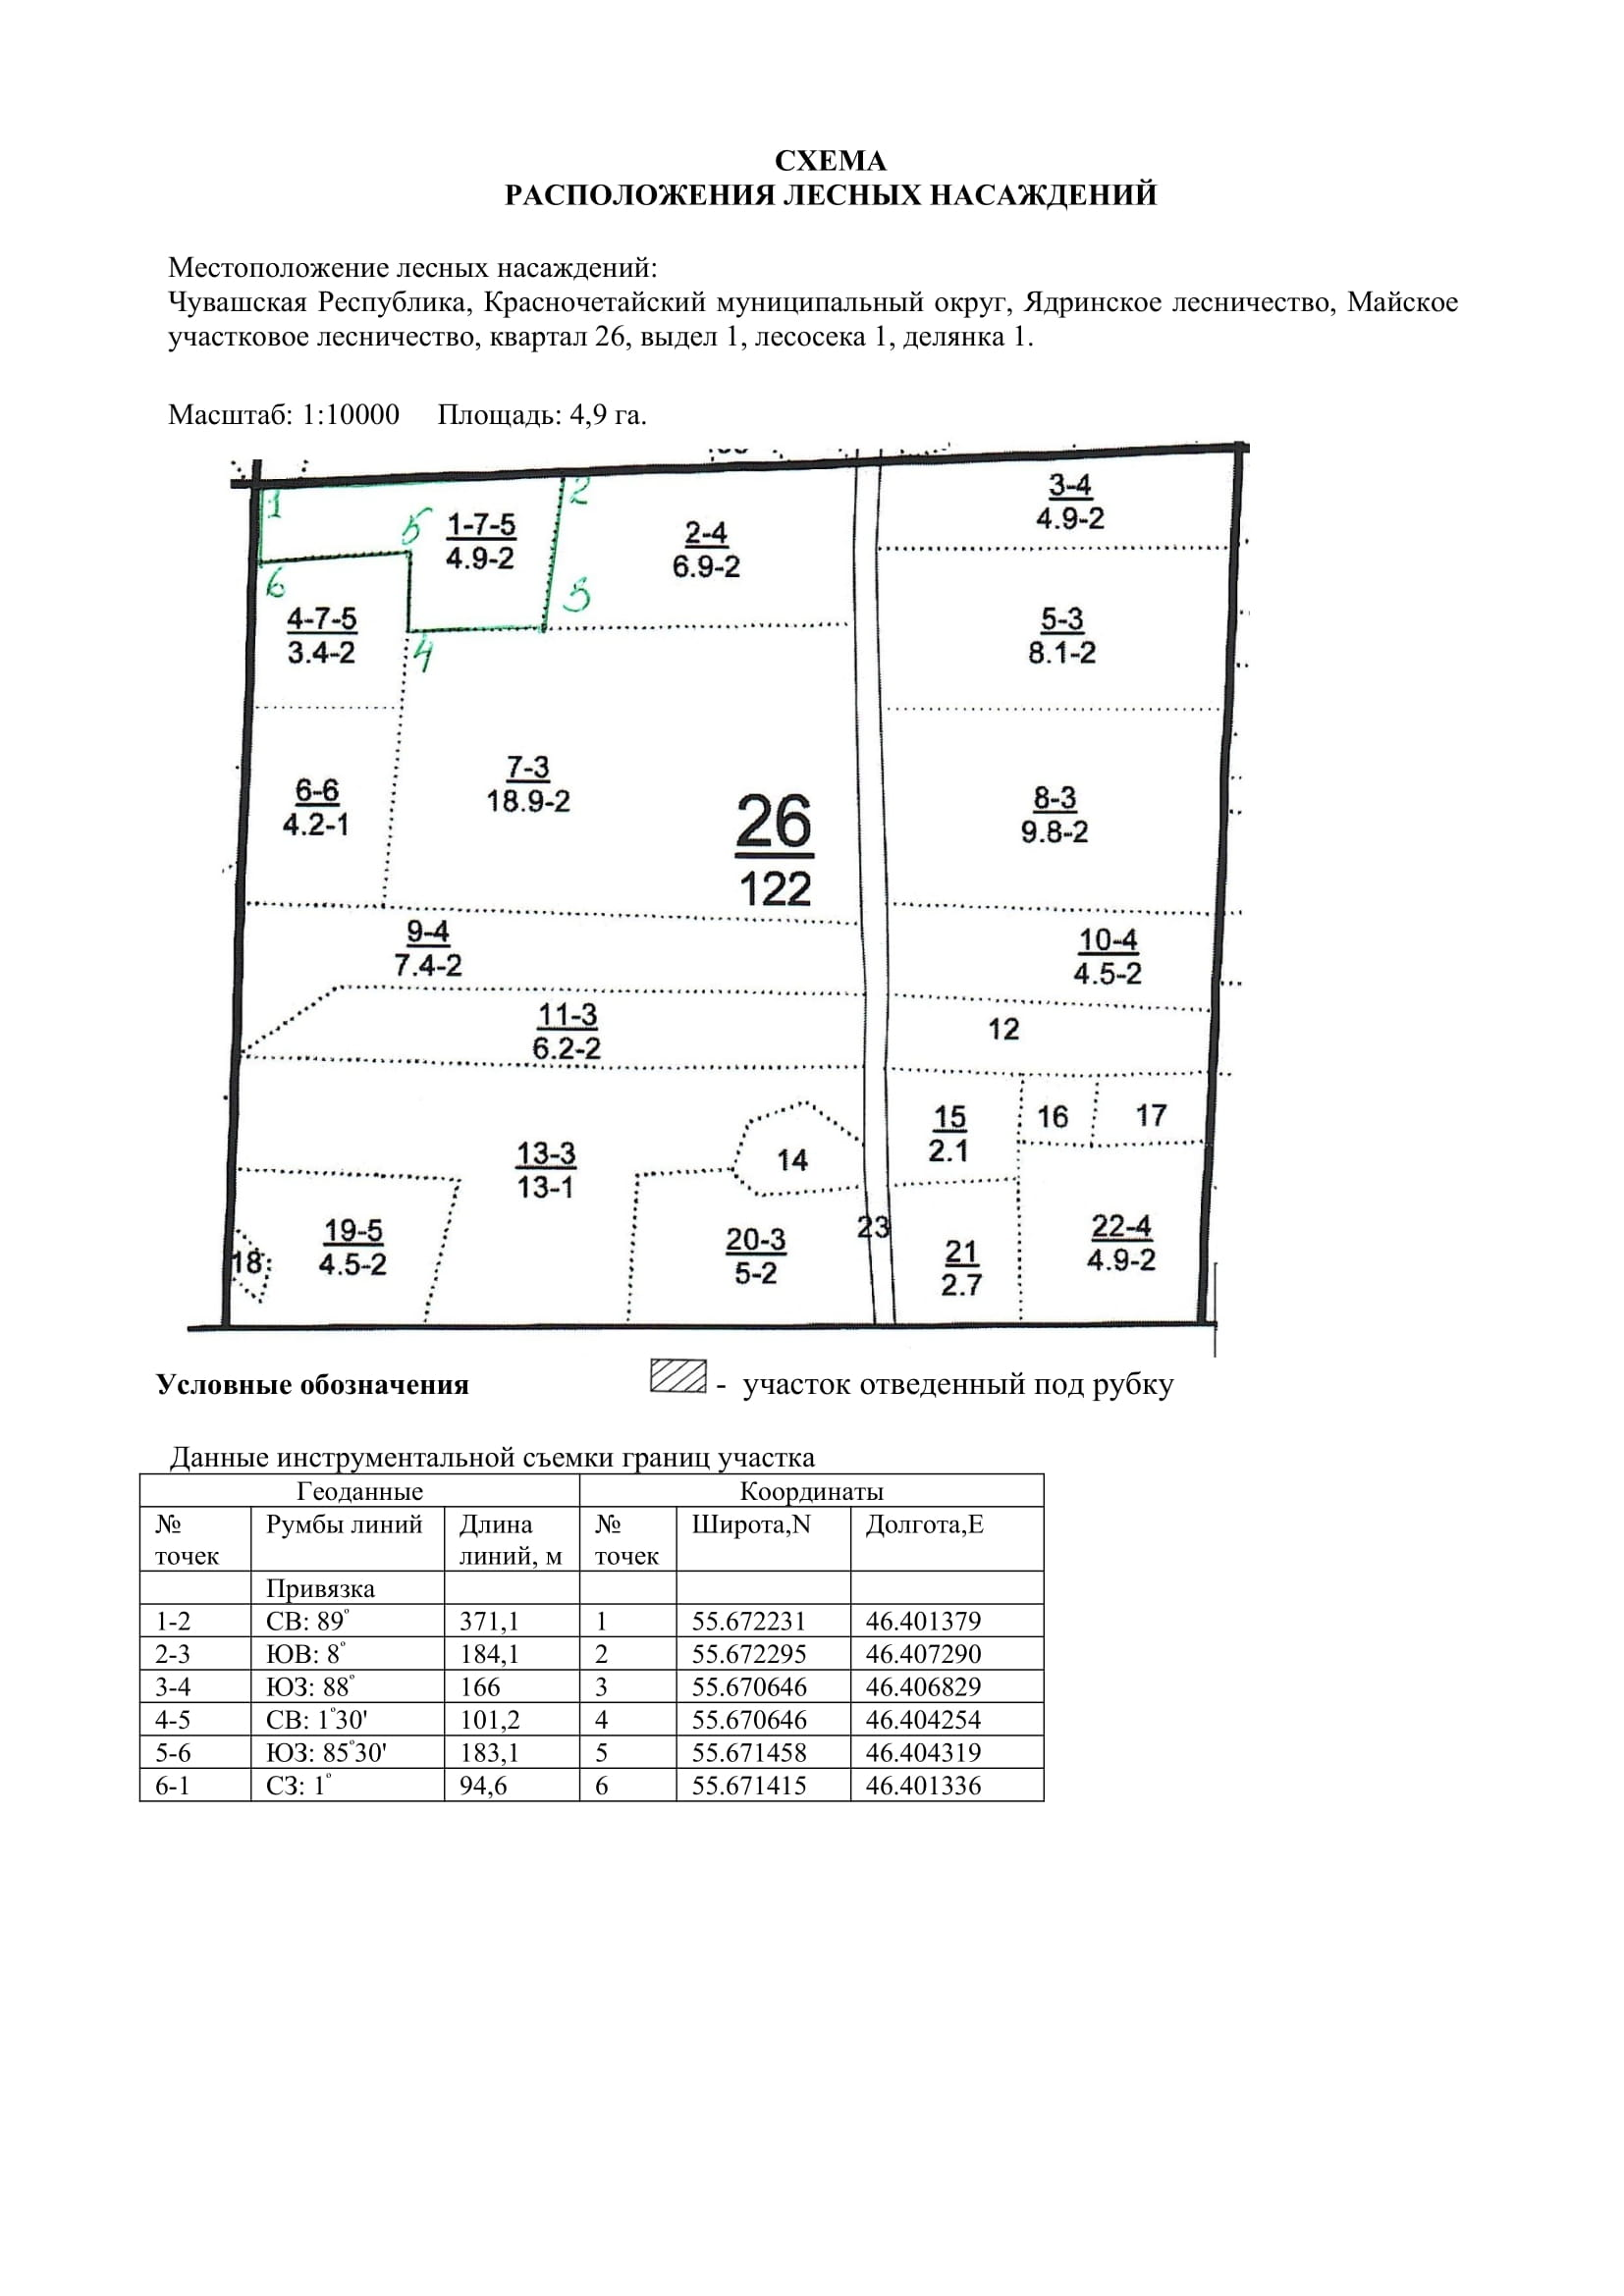 СХЕМА
РАСПОЛОЖЕНИЯ ЛЕСНЫХ НАСАЖДЕНИЙ
Местоположение лесных насаждений:
Чувашская Республика, Красночетайский муниципальный округ, Ядринское лесничество, Майское
участковое лесничество, квартал 26, выдел 1, лесосека 1, делянка 1.
Масштаб: 1:10000 Площадь: 4,9 га.
1
2
5
1-7-5
4.9-2
2-4
6.9-2
3-4
4.9-2
6
3
4
4-7-5
3.4-2
5-3
8.1-2
6-6
4.2-1
7-3
18.9-2
26
122
8-3
9.8-2
9-4
7.4-2
10-4
4.5-2
11-3
6.2-2
12
13-3
13-1
14
15
2.1
16
17
18
19-5
4.5-2
20-3
5-2
23
21
2.7
22-4
4.9-2
Условные обозначения - участок отведенный под рубку
Данные инструментальной съемки границ участка
Геоданные Координаты
№ точек Румбы линий Длина линий, м № точек Широта,N Долгота,E
Привязка
1-2 СВ: 89° 371,1 1 55.672231 46.401379
2-3 ЮВ: 8° 184,1 2 55.672295 46.407290
3-4 ЮЗ: 88° 166 3 55.670646 46.406829
4-5 СВ: 1°30' 101,2 4 55.670646 46.404254
5-6 ЮЗ: 85°30' 183,1 5 55.671458 46.404319
6-1 СЗ: 1° 94,6 6 55.671415 46.401336